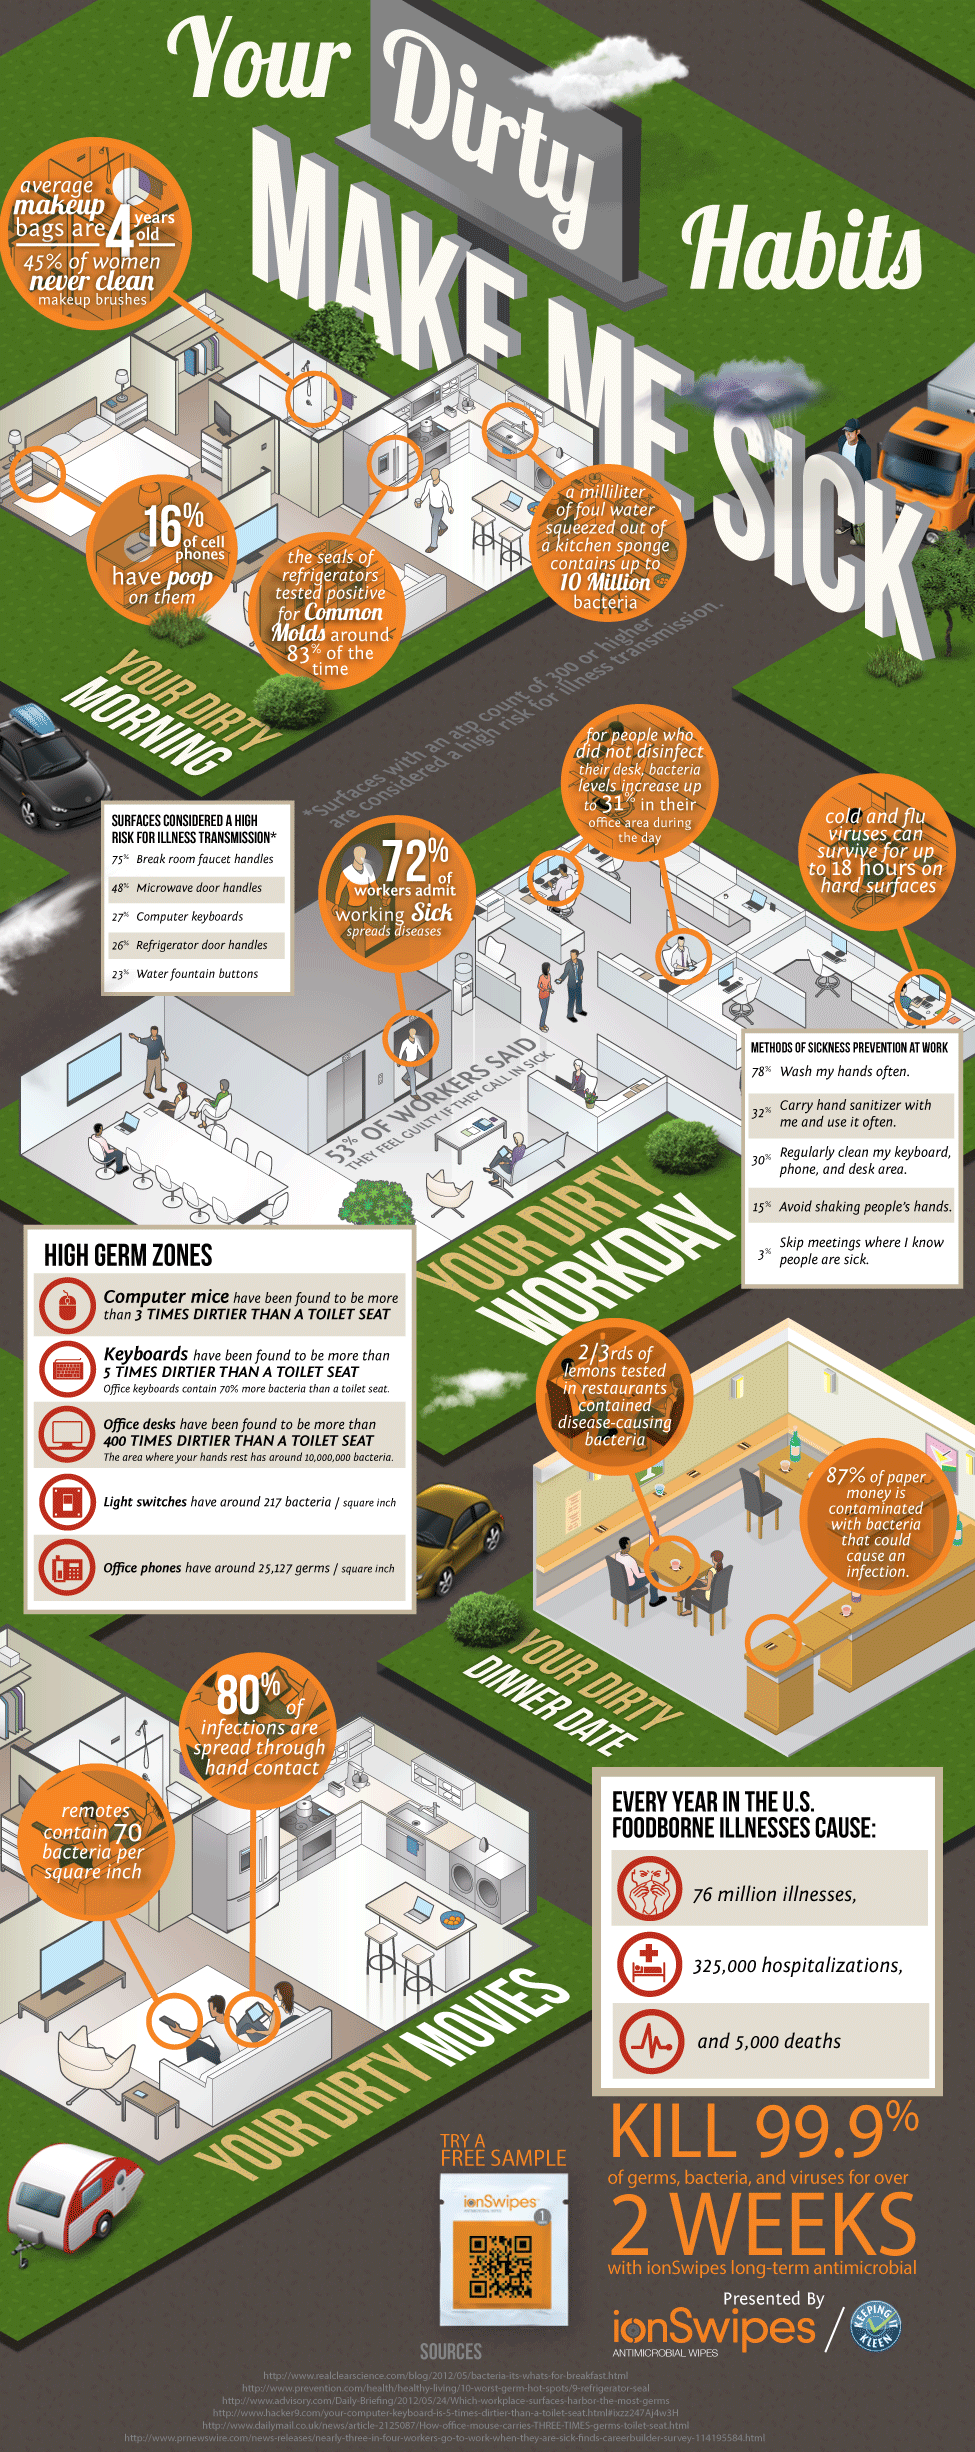 Your
Dirty
Habits
MAKE ME SICK
average
makeup
bags are 4 years old
45% of women
never clean
makeup brushes
16% of cell phones
have poop
on them
the seals of
refrigerators
tested positive
for Common
Molds around
83% of the
time
a milliliter
of foul water
squeezed out of
a kitchen sponge
contains up to
10 Million
bacteria
YOUR DIRTY
MORNING
*Surfaces with an atp count of 300 or higher
are considered a high risk for illness transmission.
SURFACES CONSIDERED A HIGH
RISK FOR ILLNESS TRANSMISSION*
75% Break room faucet handles
48% Microwave door handles
27% Computer keyboards
26% Refrigerator door handles
23% Water fountain buttons
72% of
workers admit
working Sick
spreads diseases
for people who
did not disinfect
their desk, bacteria
levels increase up
to 31% in their
office area during
the day
cold and flu
viruses can
survive for up
to 18 hours on
hard surfaces
53% OF WORKERS SAID
THEY FEEL GUILTY IF THEY CALL IN SICK.
METHODS OF SICKNESS PREVENTION AT WORK
78% Wash my hands often.
32% Carry hand sanitizer with
me and use it often.
30% Regularly clean my keyboard,
phone, and desk area.
15% Avoid shaking people's hands.
3% Skip meetings where I know
people are sick.
YOUR DIRTY
WORKDAY
HIGH GERM ZONES
Computer mice have been found to be more
than 3 TIMES DIRTIER THAN A TOILET SEAT
Keyboards have been found to be more than
5 TIMES DIRTIER THAN A TOILET SEAT
Office keyboards contain 70% more bacteria than a toilet seat.
Office desks have been found to be more than
400 TIMES DIRTIER THAN A TOILET SEAT
The area where your hands rest has around 10,000,000 bacteria.
Light switches have around 217 bacteria / square inch
Office phones have around 25,127 germs / square inch
2/3rds of
lemons tested
in restaurants
contained
disease-causing
bacteria
87% of paper
money is
contaminated
with bacteria
that could
cause an
infection.
YOUR DIRTY
DINNER DATE
80% of
infections are
spread through
hand contact
remotes
contain 70
bacteria per
square inch
YOUR DIRTY MOVIES
EVERY YEAR IN THE U.S.
FOODBORNE ILLNESSES CAUSE:
76 million illnesses,
325,000 hospitalizations,
and 5,000 deaths
TRY A
FREE SAMPLE
ionSwipes
KILL 99.9%
of germs, bacteria, and viruses for over
2 WEEKS
with ionSwipes long-term antimicrobial
Presented By
ionSwipes /
ANTIMICROBIAL WIPES
KEEPING IT
KLEEN
SOURCES
http://www.realclearscience.com/blog/2012/05/bacteria-its-whats-for-breakfast.html
http://www.prevention.com/health/healthy-living/10-worst-germ-hot-spots/9-refrigerator-seal
http://www.advisory.com/Daily-Briefing/2012/05/24/Which-workplace-surfaces-harbor-the-most-germs
http://www.hacker9.com/your-computer-keyboard-is-5-times-dirtier-than-a-toilet-seat.html#ixzz247Aj4w3H
http://www.dailymail.co.uk/news/article-2125087/How-office-mouse-carries-THREE-TIMES-germs-toilet-seat.html
http://www.prnewswire.com/news-releases/nearly-three-in-four-workers-go-to-work-when-they-are-sick-finds-careerbuilder-survey-114195584.html